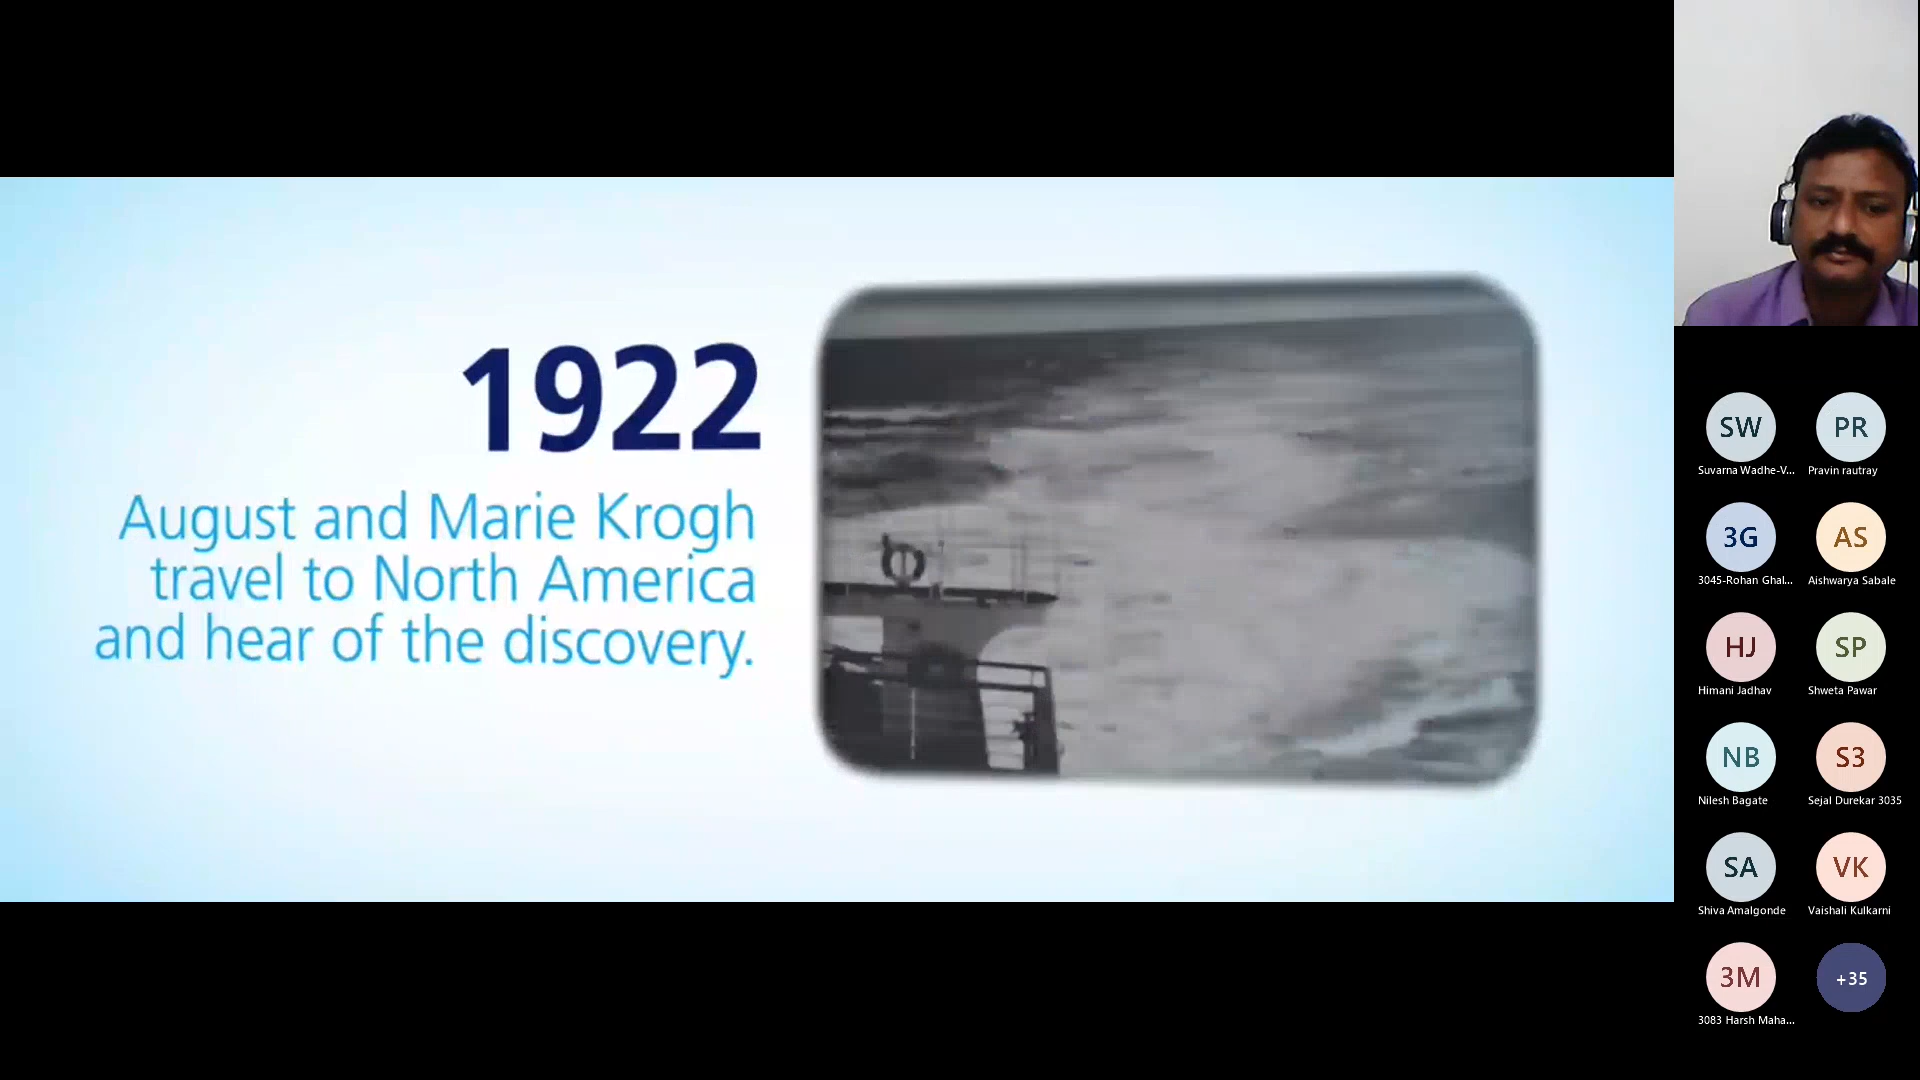 1922
August and Marie Krogh
travel to North America
and hear of the discovery.
SW
PR
Suvarna Wadhe-V...
Pravin rautray
3G
AS
3045-Rohan Ghal...
Aishwarya Sabale
HJ
SP
Himani Jadhav
Shweta Pawar
NB
S3
Nilesh Bagate
Sejal Durekar 3035
SA
VK
Shiva Amalgonde
Vaishali Kulkarni
3M
+35
3083 Harsh Maha...